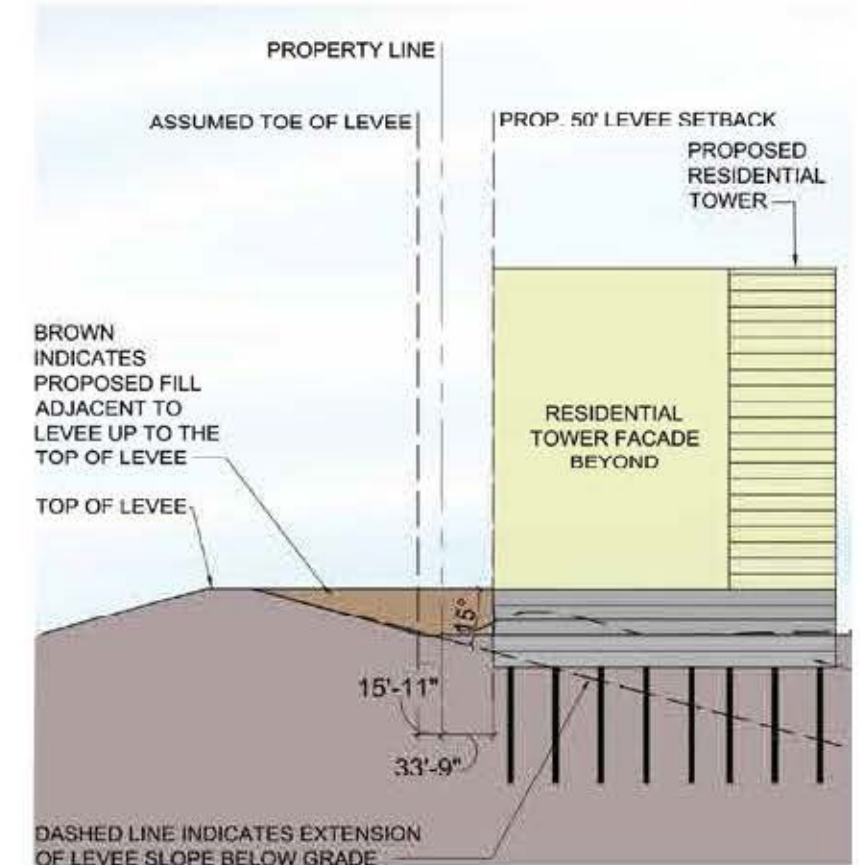 PROPERTY LINE
ASSUMED TOE OF LEVEE
PROP. 50' LEVEE SETBACK
PROPOSED
RESIDENTIAL
TOWER
BROWN
INDICATES
PROPOSED FILL
ADJACENT TO
LEVEE UP TO THE
TOP OF LEVEE
RESIDENTIAL
TOWER FACADE
BEYOND
TOP OF LEVEE
15°
15'-11"
33'-9"
DASHED LINE INDICATES EXTENSION
OF LEVEE SLOPE BELOW GRADE